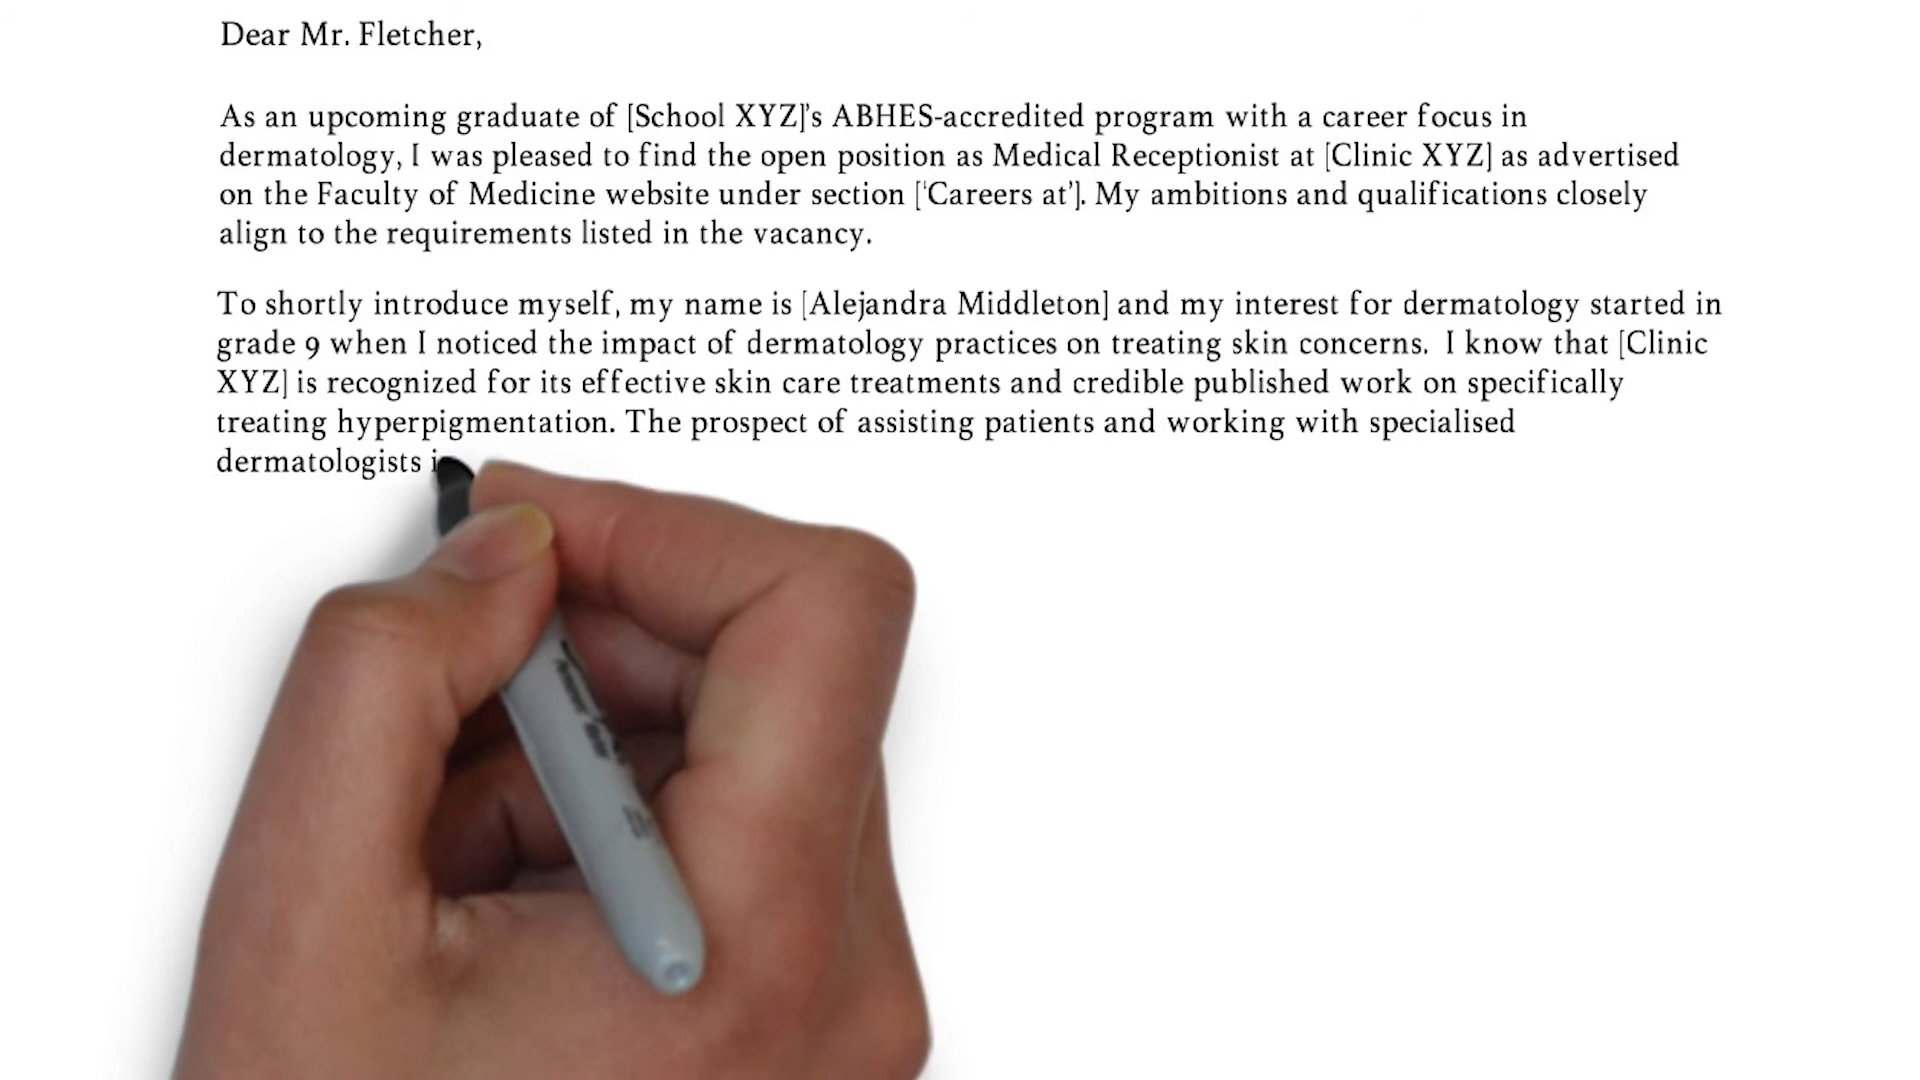 Dear Mr. Fletcher,
As an upcoming graduate of [School XYZ]'s ABHES-accredited program with a career focus in
dermatology, I was pleased to find the open position as Medical Receptionist at [Clinic XYZ] as advertised
on the Faculty of Medicine website under section ['Careers at']. My ambitions and qualifications closely
align to the requirements listed in the vacancy.
To shortly introduce myself, my name is [Alejandra Middleton] and my interest for dermatology started in
grade 9 when I noticed the impact of dermatology practices on treating skin concerns. I know that [Clinic
XYZ] is recognized for its effective skin care treatments and credible published work on specifically
treating hyperpigmentation. The prospect of assisting patients and working with specialised
dermatologists i